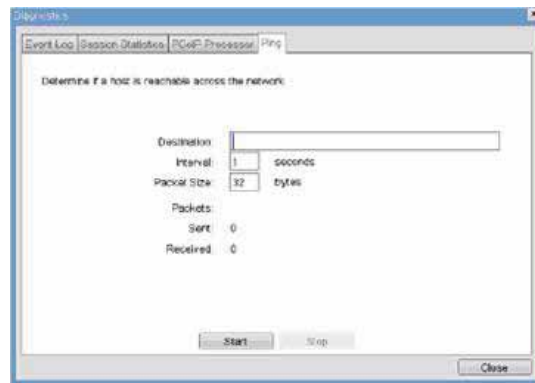 Diagnostics
Event Log Session Statistics PCoIP Processor Ping
Determine if a host is reachable across the network
Destination:
Interval: 1 seconds
Packet Size: 32 bytes
Packets:
Sent: 0
Received: 0
Start Stop
Close